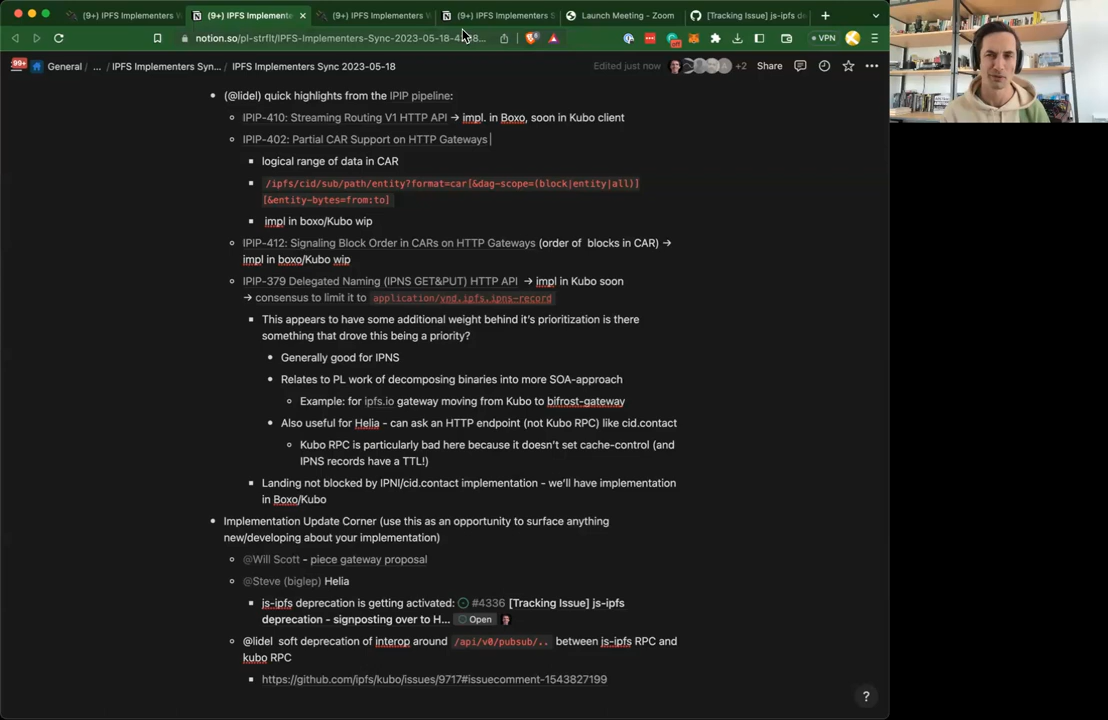 (9+) IPFS Implementers
(9+) IPFS Implemente
(9+) IPFS Implementers
(9+) IPFS Implementers S
Launch Meeting - Zoom
[Tracking Issue] js-ipfs de
notion.so/pl-strflt/IPFS-Implementers-Sync-2023-05-18-4
VPN
99+
General / ... / IPFS Implementers Syn... / IPFS Implementers Sync 2023-05-18
Edited just now
+2
Share
(@lidel) quick highlights from the IPIP pipeline:
IPIP-410: Streaming Routing V1 HTTP API → impl. in Boxo, soon in Kubo client
IPIP-402: Partial CAR Support on HTTP Gateways
logical range of data in CAR
/ipfs/cid/sub/path/entity?format=car[&dag-scope=(block|entity|all)]
[&entity-bytes=from:to]
impl in boxo/Kubo wip
IPIP-412: Signaling Block Order in CARs on HTTP Gateways (order of blocks in CAR) →
impl in boxo/Kubo wip
IPIP-379 Delegated Naming (IPNS GET&PUT) HTTP API → impl in Kubo soon
→ consensus to limit it to application/vnd.ipfs.ipns-record
This appears to have some additional weight behind it's prioritization is there
something that drove this being a priority?
Generally good for IPNS
Relates to PL work of decomposing binaries into more SOA-approach
Example: for ipfs.io gateway moving from Kubo to bifrost-gateway
Also useful for Helia - can ask an HTTP endpoint (not Kubo RPC) like cid.contact
Kubo RPC is particularly bad here because it doesn't set cache-control (and
IPNS records have a TTL!)
Landing not blocked by IPNI/cid.contact implementation - we'll have implementation
in Boxo/Kubo
Implementation Update Corner (use this as an opportunity to surface anything
new/developing about your implementation)
@Will Scott - piece gateway proposal
@Steve (biglep) Helia
js-ipfs deprecation is getting activated: #4336 [Tracking Issue] js-ipfs
deprecation - signposting over to H... Open
@lidel soft deprecation of interop around /api/v0/pubsub/.. between js-ipfs RPC and
kubo RPC
https://github.com/ipfs/kubo/issues/9717#issuecomment-1543827199
?